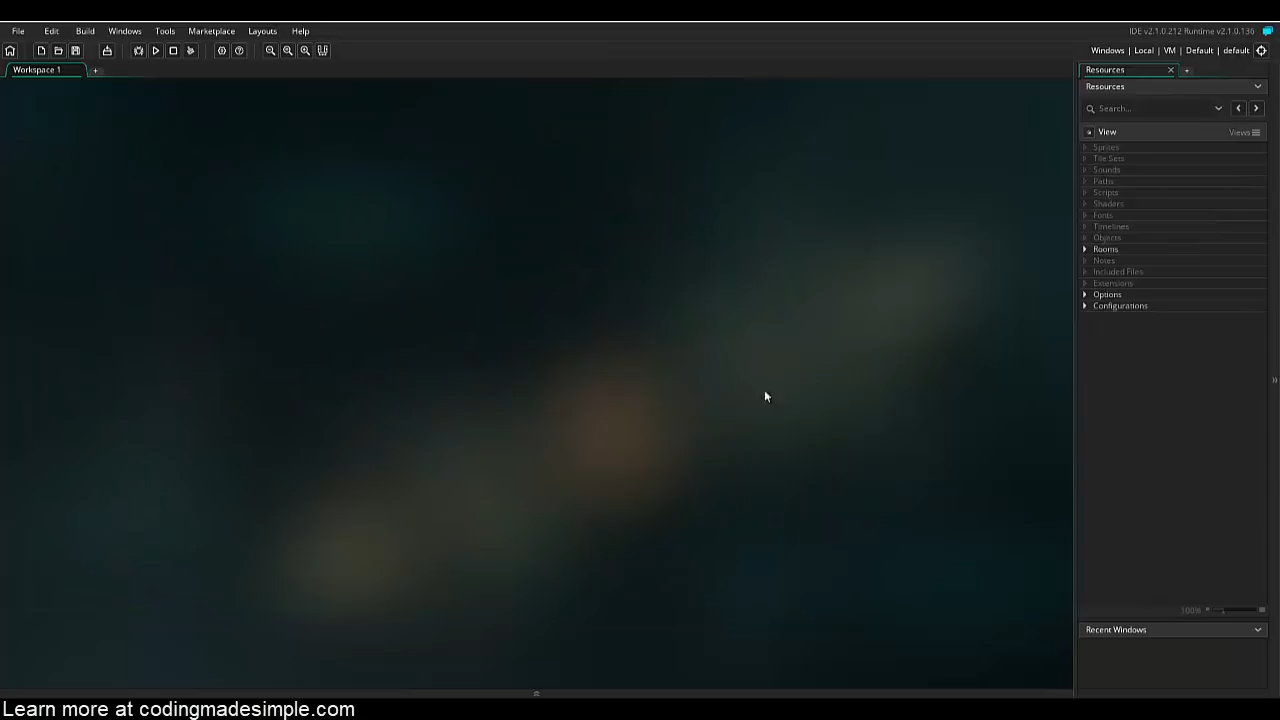 File Edit Build Windows Tools Marketplace Layouts Help
IDE v2.1.0.212 Runtime v2.1.0.136
Windows | Local | VM | Default | default
Workspace 1 +
Resources
Resources
Search...
View Views
Sprites
Tile Sets
Sounds
Paths
Scripts
Shaders
Fonts
Timelines
Objects
Rooms
Notes
Included Files
Extensions
Options
Configurations
100%
Recent Windows
Learn more at codingmadesimple.com